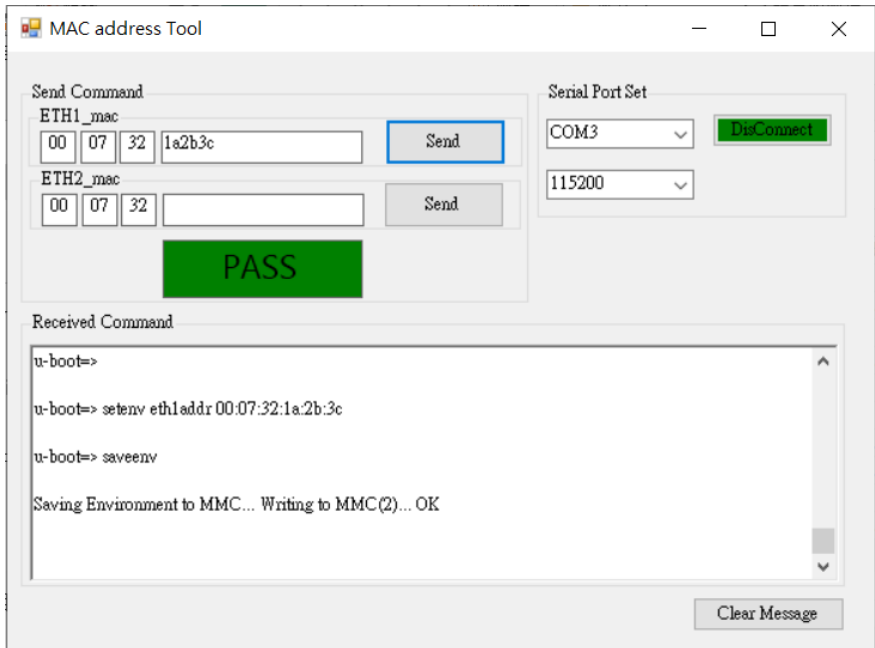 MAC address Tool
Send Command
ETH1_mac
00 07 32 1a2b3c Send
ETH2_mac
00 07 32 Send
PASS
Serial Port Set
COM3 DisConnect
115200
Received Command
u-boot=>
u-boot=> setenv eth1addr 00:07:32:1a:2b:3c
u-boot=> saveenv
Saving Environment to MMC... Writing to MMC(2)... OK
Clear Message